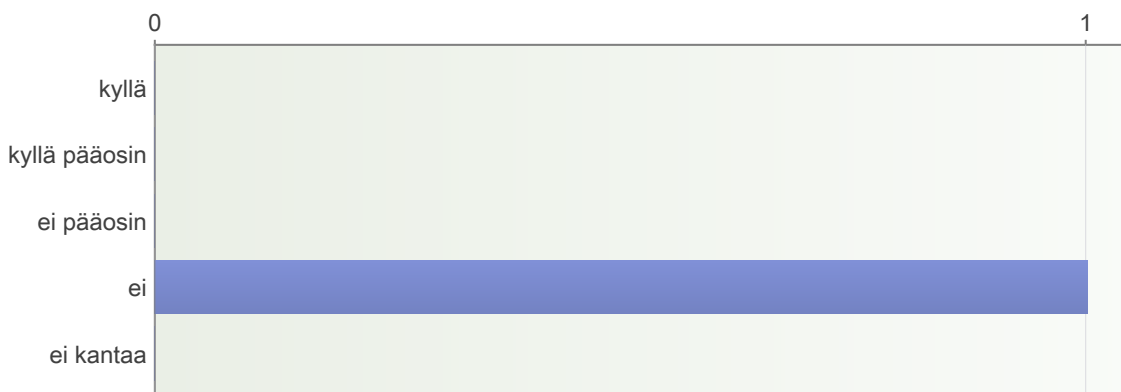 0 1
kyllä
kyllä pääosin
ei pääosin
ei
ei kantaa